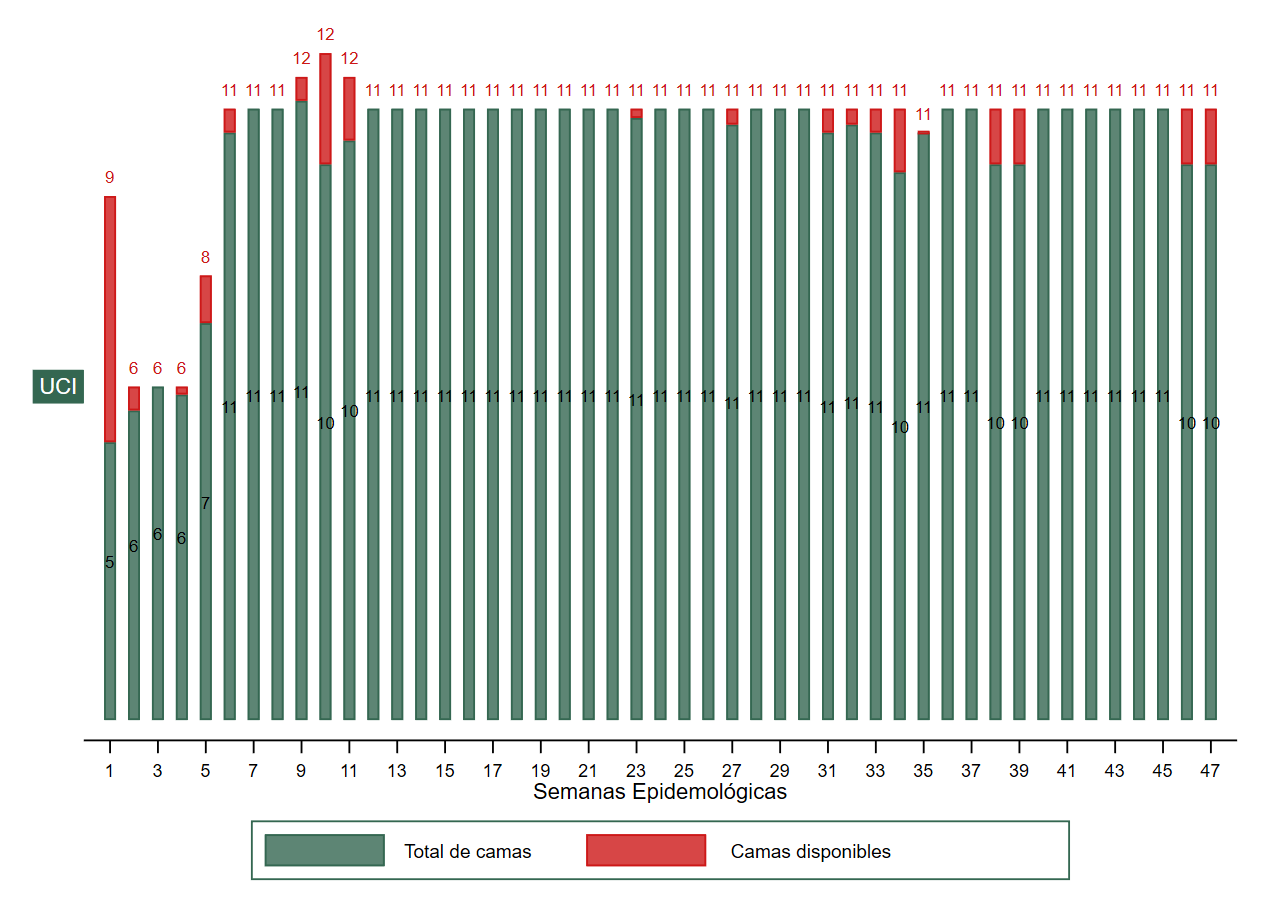 12
12 12
11 11 11 11 11 11 11 11 11 11 11 11 11 11 11 11 11 11 11 11 11 11 11 11 11 11 11 11 11 11 11 11 11 11 11 11 11 11
11
9
8
6 6 6
UCI
11 11 11 11 10 10 11 11 11 11 11 11 11 11 11 11 11 11 11 11 11 11 11 11 11 11 11 11 10 11 11 11 10 10 11 11 11 11 11 11 10 10
7
6 6 6
5
1 3 5 7 9 11 13 15 17 19 21 23 25 27 29 31 33 35 37 39 41 43 45 47
Semanas Epidemológicas
Total de camas Camas disponibles